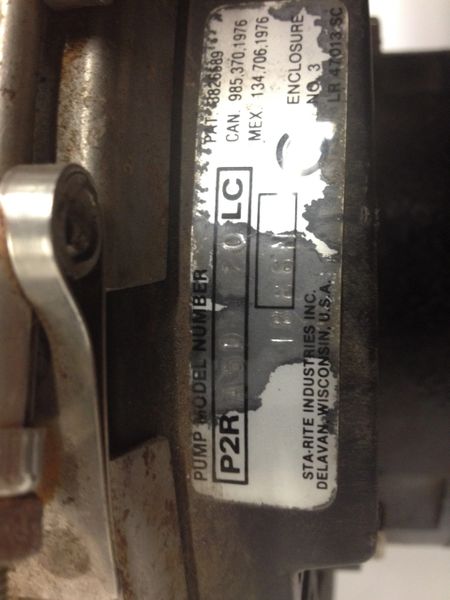 PAT. 3826589
CAN. 985,370,1976
MEX. 134,706,1976
ENCLOSURE
NO. 3
LR 47013 SC
PUMP MODEL NUMBER
P2R LC
STA-RITE INDUSTRIES INC.
DELAVAN, WISCONSIN, U.S.A.